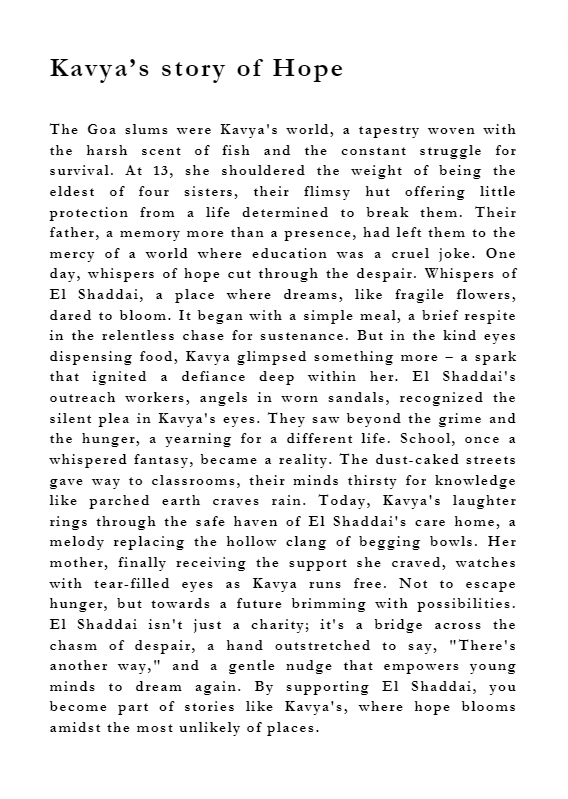 Kavya’s story of Hope
The Goa slums were Kavya's world, a tapestry woven with
the harsh scent of fish and the constant struggle for
survival. At 13, she shouldered the weight of being the
eldest of four sisters, their flimsy hut offering little
protection from a life determined to break them. Their
father, a memory more than a presence, had left them to the
mercy of a world where education was a cruel joke. One
day, whispers of hope cut through the despair. Whispers of
El Shaddai, a place where dreams, like fragile flowers,
dared to bloom. It began with a simple meal, a brief respite
in the relentless chase for sustenance. But in the kind eyes
dispensing food, Kavya glimpsed something more – a spark
that ignited a defiance deep within her. El Shaddai's
outreach workers, angels in worn sandals, recognized the
silent plea in Kavya's eyes. They saw beyond the grime and
the hunger, a yearning for a different life. School, once a
whispered fantasy, became a reality. The dust-caked streets
gave way to classrooms, their minds thirsty for knowledge
like parched earth craves rain. Today, Kavya's laughter
rings through the safe haven of El Shaddai's care home, a
melody replacing the hollow clang of begging bowls. Her
mother, finally receiving the support she craved, watches
with tear-filled eyes as Kavya runs free. Not to escape
hunger, but towards a future brimming with possibilities.
El Shaddai isn't just a charity; it's a bridge across the
chasm of despair, a hand outstretched to say, "There's
another way," and a gentle nudge that empowers young
minds to dream again. By supporting El Shaddai, you
become part of stories like Kavya's, where hope blooms
amidst the most unlikely of places.